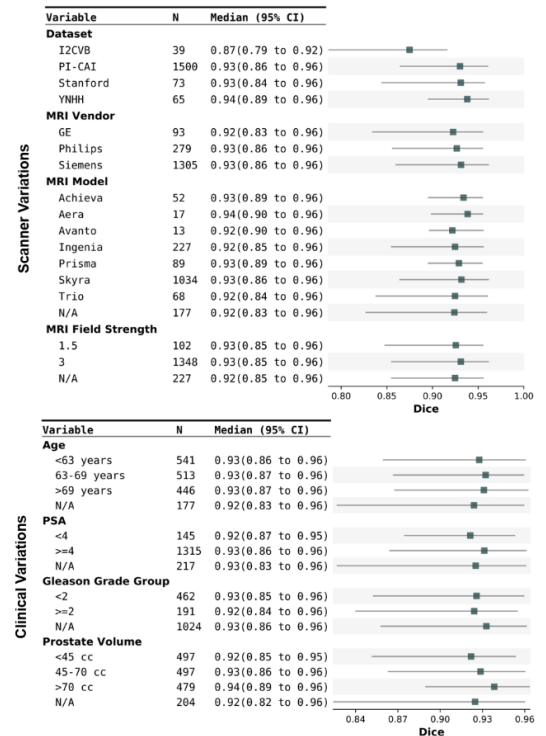 Variable N Median (95% CI)
Dataset
I2CVB 39 0.87(0.79 to 0.92)
PI-CAI 1500 0.93(0.86 to 0.96)
Stanford 73 0.93(0.84 to 0.96)
YNHH 65 0.94(0.89 to 0.96)
MRI Vendor
GE 93 0.92(0.83 to 0.96)
Philips 279 0.93(0.86 to 0.96)
Siemens 1305 0.93(0.86 to 0.96)
MRI Model
Achieva 52 0.93(0.89 to 0.96)
Aera 17 0.94(0.90 to 0.96)
Avanto 13 0.92(0.90 to 0.96)
Ingenia 227 0.92(0.85 to 0.96)
Prisma 89 0.93(0.89 to 0.96)
Skyra 1034 0.93(0.86 to 0.96)
Trio 68 0.92(0.84 to 0.96)
N/A 177 0.92(0.83 to 0.96)
MRI Field Strength
1.5 102 0.93(0.85 to 0.96)
3 1348 0.93(0.85 to 0.96)
N/A 227 0.92(0.85 to 0.96)
0.80 0.85 0.90 0.95 1.00
Dice
Scanner Variations
Variable N Median (95% CI)
Age
<63 years 541 0.93(0.86 to 0.96)
63-69 years 513 0.93(0.87 to 0.96)
>69 years 446 0.93(0.87 to 0.96)
N/A 177 0.92(0.83 to 0.96)
PSA
<4 145 0.92(0.87 to 0.95)
>=4 1315 0.93(0.86 to 0.96)
N/A 217 0.93(0.83 to 0.96)
Gleason Grade Group
<2 462 0.93(0.85 to 0.96)
>=2 191 0.92(0.84 to 0.96)
N/A 1024 0.93(0.86 to 0.96)
Prostate Volume
<45 cc 497 0.92(0.85 to 0.95)
45-70 cc 497 0.93(0.86 to 0.96)
>70 cc 479 0.94(0.89 to 0.96)
N/A 204 0.92(0.82 to 0.96)
0.84 0.87 0.90 0.93 0.96
Dice
Clinical Variations